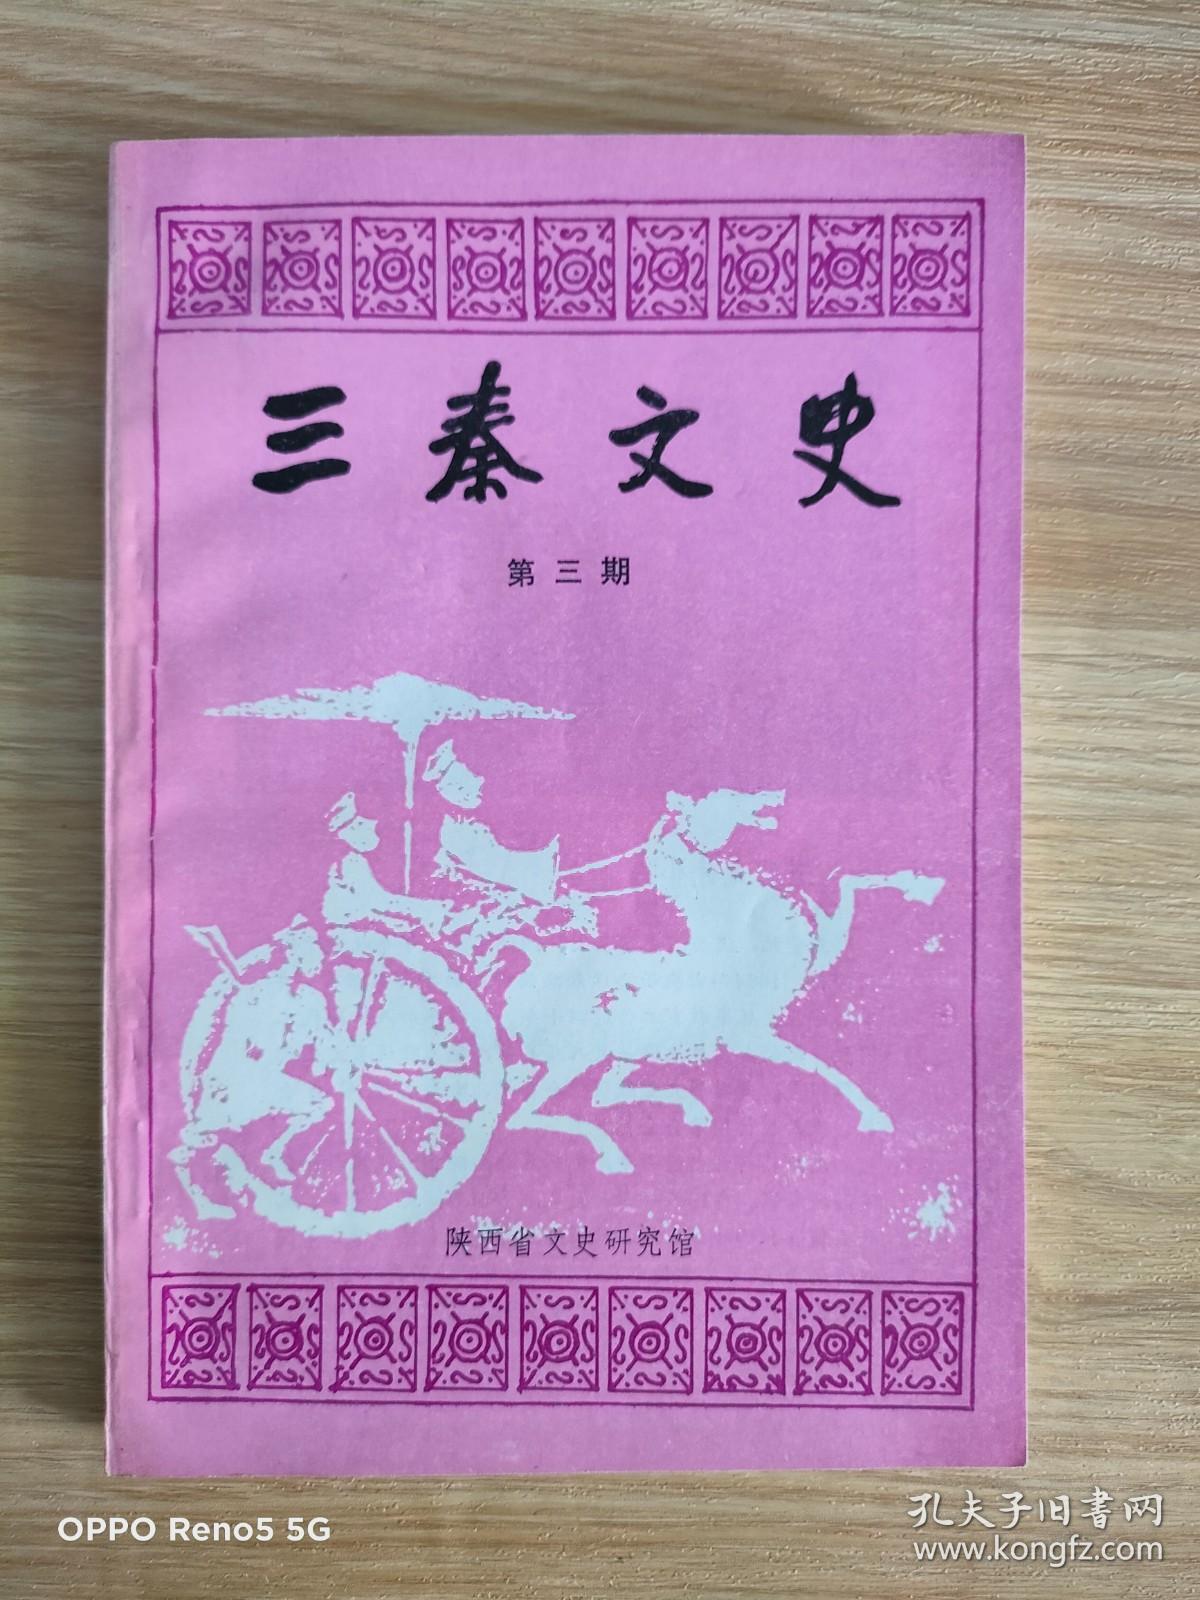 三秦文史
第三期
陕西省文史研究馆
OPPO Reno5 5G
孔夫子旧书网
www.kongfz.com